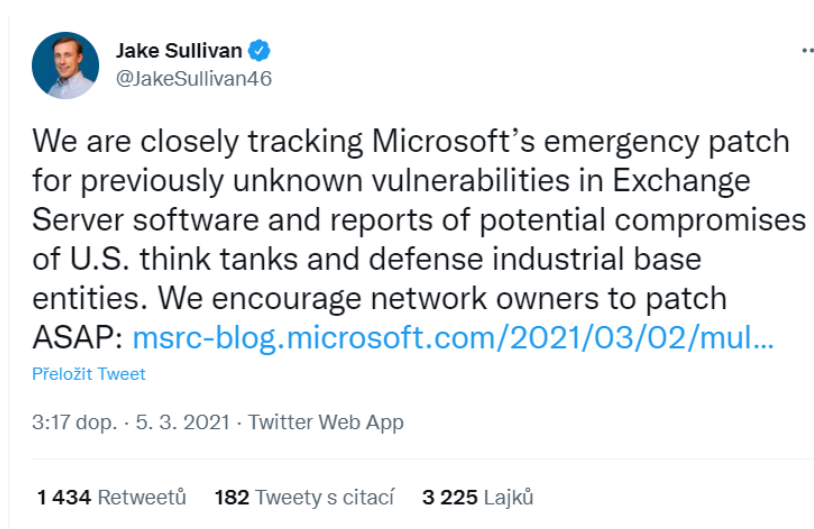 Jake Sullivan
@JakeSullivan46
We are closely tracking Microsoft’s emergency patch
for previously unknown vulnerabilities in Exchange
Server software and reports of potential compromises
of U.S. think tanks and defense industrial base
entities. We encourage network owners to patch
ASAP: msrc-blog.microsoft.com/2021/03/02/mul...
Přeložit Tweet
3:17 dop. · 5. 3. 2021 · Twitter Web App
1 434 Retweetů 182 Tweety s citací 3 225 Lajků